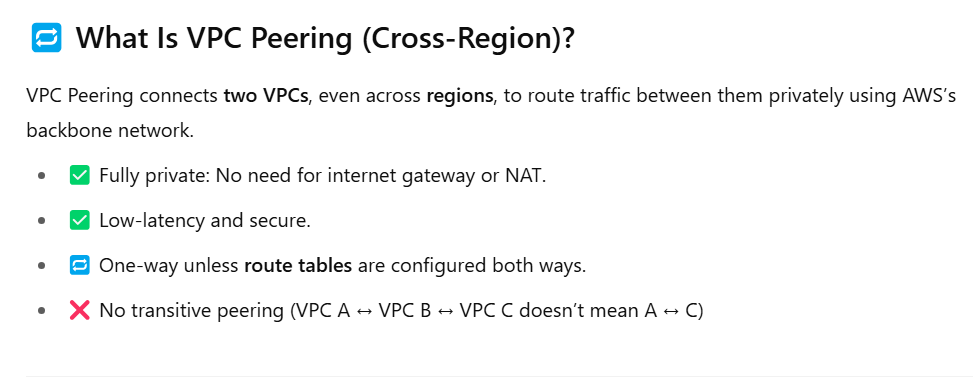 What Is VPC Peering (Cross-Region)?
VPC Peering connects two VPCs, even across regions, to route traffic between them privately using AWS’s
backbone network.
Fully private: No need for internet gateway or NAT.
Low-latency and secure.
One-way unless route tables are configured both ways.
No transitive peering (VPC A ↔ VPC B ↔ VPC C doesn’t mean A ↔ C)